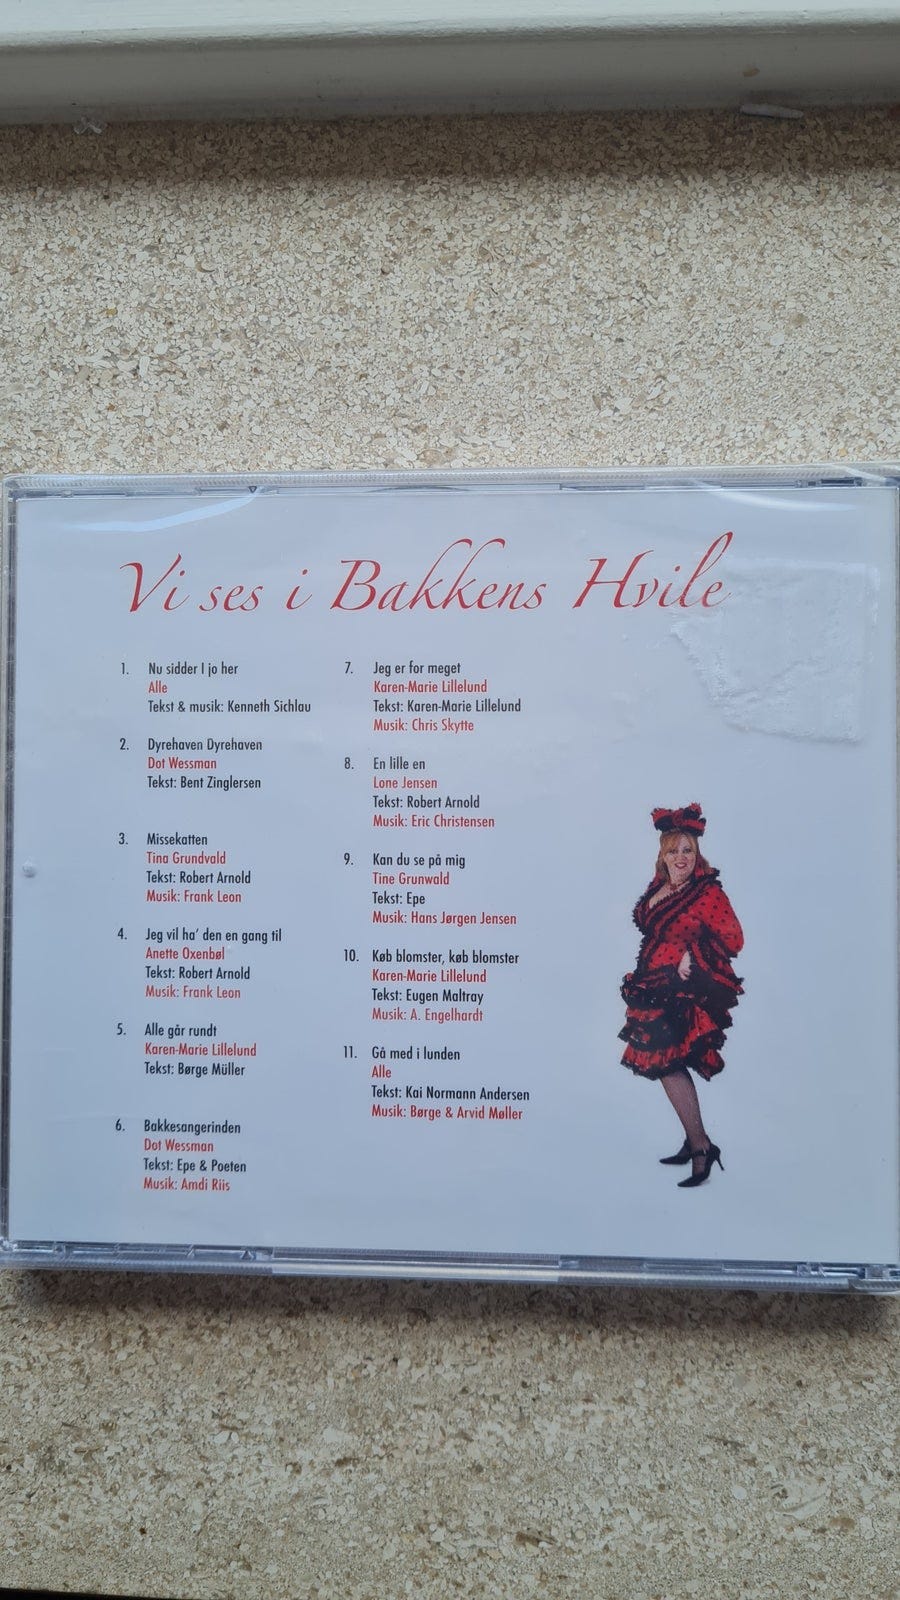 Vi ses i Bakkens Hvile
1. Nu sidder I jo her
Alle
Tekst & musik: Kenneth Sichlau
2. Dyrehaven Dyrehaven
Dot Wessman
Tekst: Bent Zinglersen
3. Missekatten
Tina Grundvald
Tekst: Robert Arnold
Musik: Frank Leon
4. Jeg vil ha' den en gang til
Anette Oxenbøl
Tekst: Robert Arnold
Musik: Frank Leon
5. Alle går rundt
Karen-Marie Lillelund
Tekst: Børge Müller
6. Bakkesangerinden
Dot Wessman
Tekst: Epe & Poeten
Musik: Amdi Riis
7. Jeg er for meget
Karen-Marie Lillelund
Tekst: Karen-Marie Lillelund
Musik: Chris Skytte
8. En lille en
Lone Jensen
Tekst: Robert Arnold
Musik: Eric Christensen
9. Kan du se på mig
Tine Grunwald
Tekst: Epe
Musik: Hans Jørgen Jensen
10. Køb blomster, køb blomster
Karen-Marie Lillelund
Tekst: Eugen Maltray
Musik: A. Engelhardt
11. Gå med i lunden
Alle
Tekst: Kai Normann Andersen
Musik: Børge & Arvid Møller